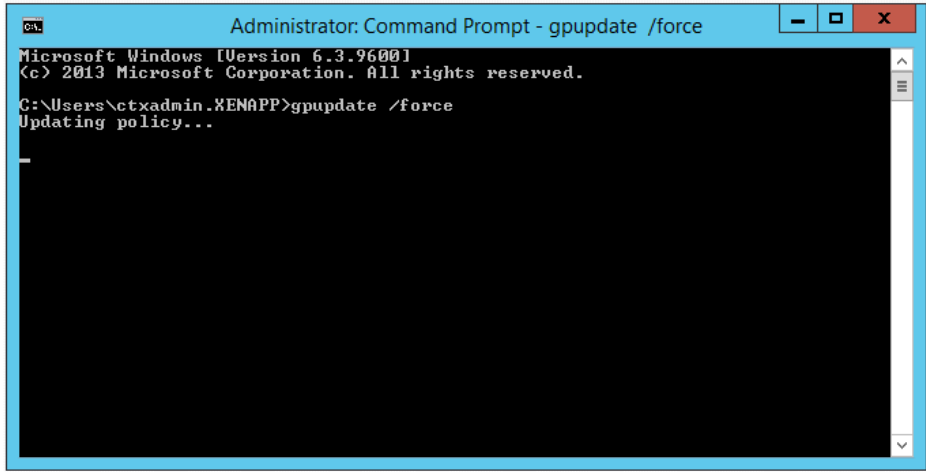 Administrator: Command Prompt - gpupdate /force
Microsoft Windows [Version 6.3.9600]
(c) 2013 Microsoft Corporation. All rights reserved.
C:\Users\ctxadmin.XENAPP>gpupdate /force
Updating policy...